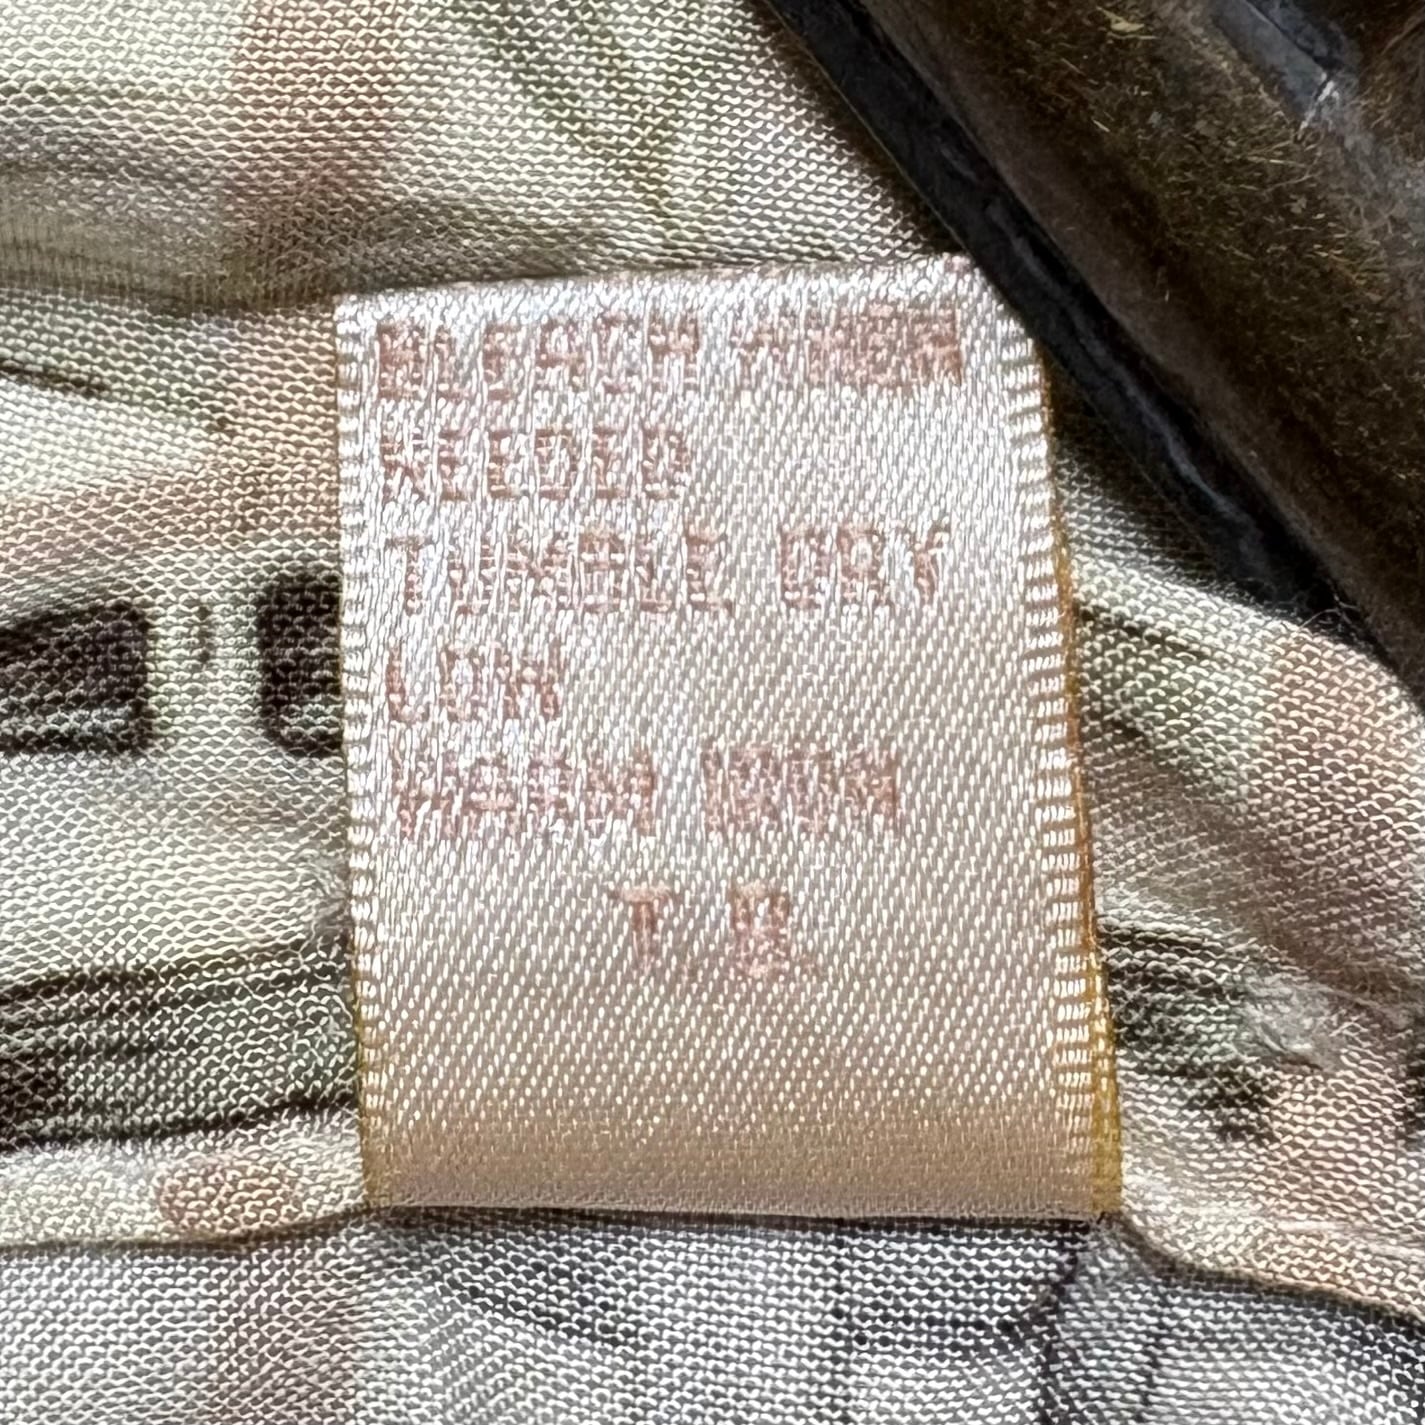 BLEACH WHEN
NEEDED
TUMBLE DRY
LOW
WARM IRON
T. B.